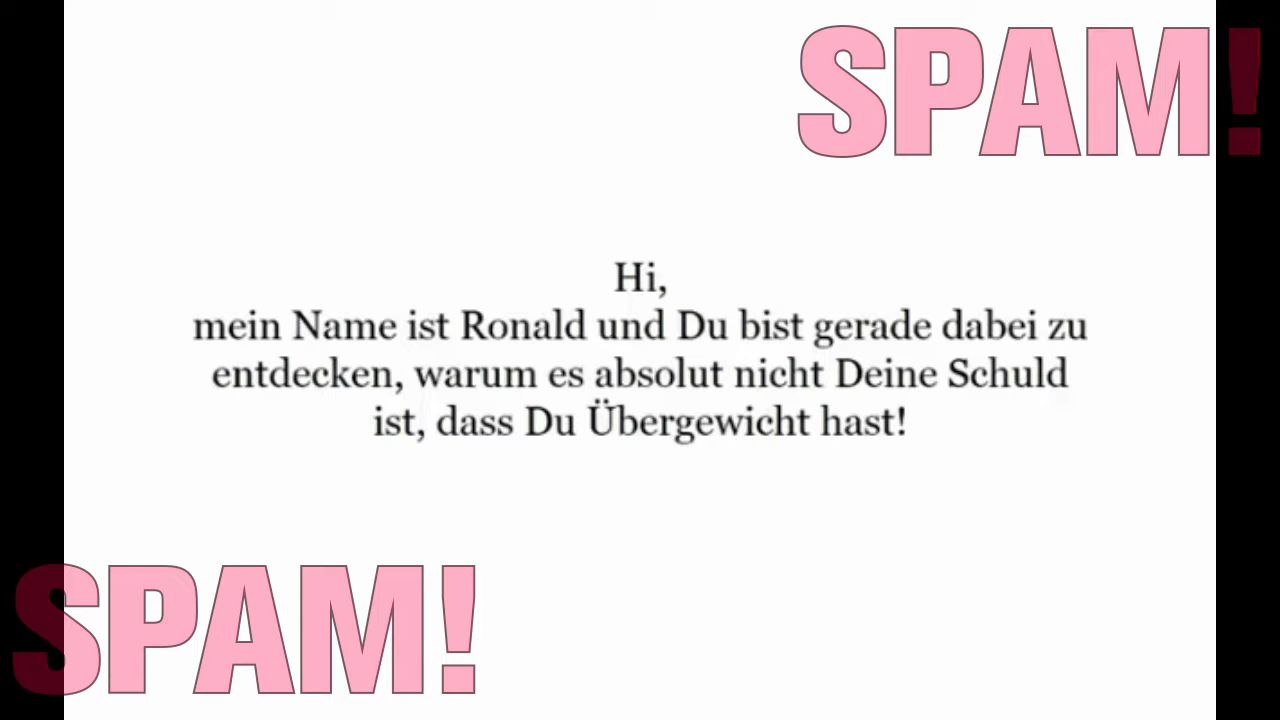 SPAM!
Hi,
mein Name ist Ronald und Du bist gerade dabei zu
entdecken, warum es absolut nicht Deine Schuld
ist, dass Du Übergewicht hast!
SPAM!